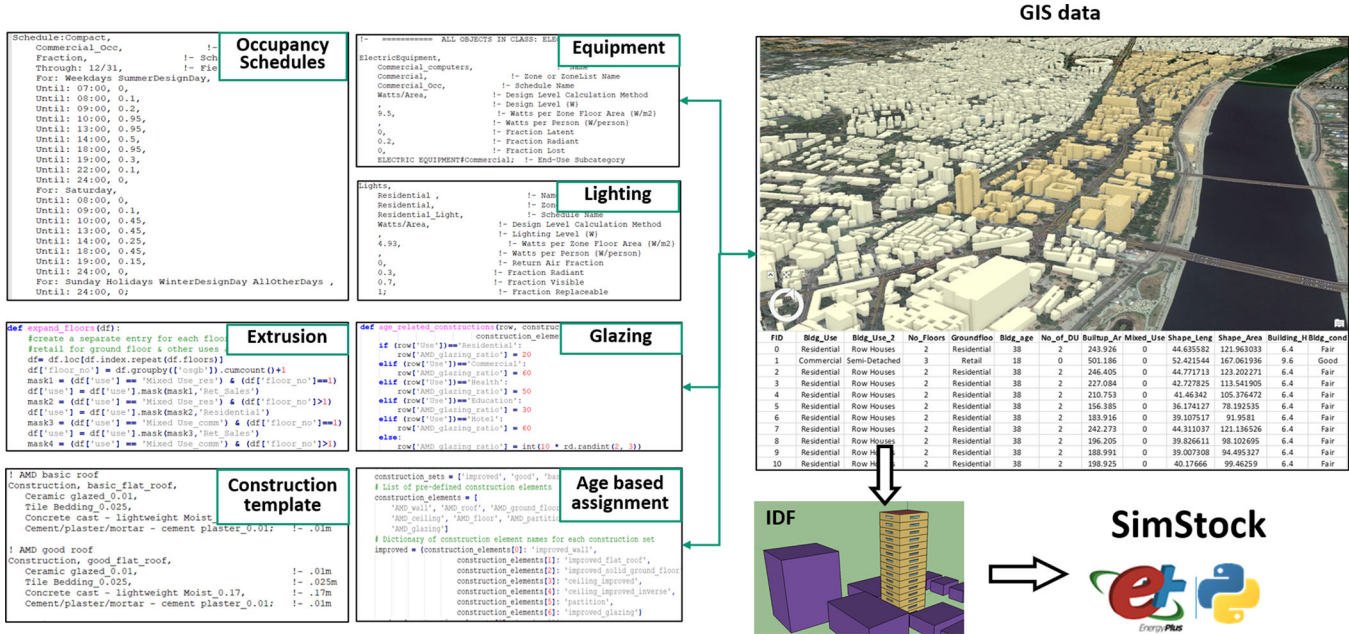 GIS data
Occupancy
Schedules
Schedule:Compact,
Commercial_Occ, !-
Fraction, !- Sch
Through: 12/31, !- Fie
For: Weekdays SummerDesignDay,
Until: 07:00, 0,
Until: 08:00, 0.1,
Until: 09:00, 0.2,
Until: 10:00, 0.95,
Until: 13:00, 0.95,
Until: 14:00, 0.5,
Until: 18:00, 0.95,
Until: 19:00, 0.3,
Until: 22:00, 0.1,
Until: 24:00, 0,
For: Saturday,
Until: 08:00, 0,
Until: 09:00, 0.1,
Until: 10:00, 0.45,
Until: 13:00, 0.45,
Until: 14:00, 0.25,
Until: 18:00, 0.45,
Until: 19:00, 0.15,
Until: 24:00, 0,
For: Sunday Holidays WinterDesignDay AllOtherDays ,
Until: 24:00, 0;
Equipment
!- =========== ALL OBJECTS IN CLASS: ELE
ElectricEquipment,
Commercial_computers, !- Name
Commercial, !- Zone or ZoneList Name
Commercial_Occ, !- Schedule Name
Watts/Area, !- Design Level Calculation Method
, !- Design Level {W}
9.5, !- Watts per Zone Floor Area {W/m2}
, !- Watts per Person {W/person}
0, !- Fraction Latent
0.2, !- Fraction Radiant
0, !- Fraction Lost
ELECTRIC EQUIPMENT#Commercial; !- End-Use Subcategory
Lighting
Lights,
Residential , !- Nam
Residential, !- Zon
Residential_Light, !- Schedule Name
Watts/Area, !- Design Level Calculation Method
, !- Lighting Level {W}
4.93, !- Watts per Zone Floor Area {W/m2}
, !- Watts per Person {W/person}
0, !- Return Air Fraction
0.3, !- Fraction Radiant
0.7, !- Fraction Visible
1; !- Fraction Replaceable
Extrusion
def expand_floors(df):
#create a separate entry for each floor
#retail for ground floor & other uses
df= df.loc[df.index.repeat(df.floors)]
df['floor_no'] = df.groupby(['osgb']).cumcount()+1
mask1 = (df['use'] == 'Mixed Use_res') & (df['floor_no']==1)
df['use'] = df['use'].mask(mask1,'Ret_Sales')
mask2 = (df['use'] == 'Mixed Use_res') & (df['floor_no']>1)
df['use'] = df['use'].mask(mask2,'Residential')
mask3 = (df['use'] == 'Mixed Use_comm') & (df['floor_no']==1)
df['use'] = df['use'].mask(mask3,'Ret_Sales')
mask4 = (df['use'] == 'Mixed Use_comm') & (df['floor_no']>1)
Glazing
def age_related_constructions(row, construc
construction_elem
if (row['Use'])=='Residential':
row['AMD_glazing_ratio'] = 20
elif (row['Use'])=='Commercial':
row['AMD_glazing_ratio'] = 60
elif (row['Use'])=='Health':
row['AMD_glazing_ratio'] = 50
elif (row['Use'])=='Education':
row['AMD_glazing_ratio'] = 30
elif (row['Use'])=='Hotel':
row['AMD_glazing_ratio'] = 60
else:
row['AMD_glazing_ratio'] = int(10 * rd.randint(2, 3))
Construction
template
! AMD basic roof
Construction, basic_flat_roof,
Ceramic glazed_0.01,
Tile Bedding_0.025,
Concrete cast - lightweight Moist_
Cement/plaster/mortar - cement plaster_0.01; !- .01m
! AMD good roof
Construction, good_flat_roof,
Ceramic glazed_0.01, !- .01m
Tile Bedding_0.025, !- .025m
Concrete cast - lightweight Moist_0.17, !- .17m
Cement/plaster/mortar - cement plaster_0.01; !- .01m
Age based
assignment
construction_sets = ['improved', 'good', 'bas
# List of pre-defined construction elements
construction_elements = [
'AMD_wall', 'AMD_roof', 'AMD_ground_floor
'AMD_ceiling', 'AMD_floor', 'AMD_partitio
'AMD_glazing']
# Dictionary of construction element names for each construction set
improved = {construction_elements[0]: 'improved_wall',
construction_elements[1]: 'improved_flat_roof',
construction_elements[2]: 'improved_solid_ground_floor
construction_elements[3]: 'ceiling_improved',
construction_elements[4]: 'ceiling_improved_inverse',
construction_elements[5]: 'partition',
construction_elements[6]: 'improved_glazing'}
FID Bldg_Use Bldg_Use_2 No_Floors Groundfloo Bldg_age No_of_DU Builtup_Ar Mixed_Use Shape_Leng Shape_Area Building_H Bldg_cond
0 Residential Row Houses 2 Residential 38 2 243.926 0 44.635582 121.963033 6.4 Fair
1 Commercial Semi-Detached 3 Retail 18 0 501.186 0 52.421544 167.061936 9.6 Good
2 Residential Row Houses 2 Residential 38 2 246.405 0 44.771713 123.202271 6.4 Fair
3 Residential Row Houses 2 Residential 38 2 227.084 0 42.727825 113.541905 6.4 Fair
4 Residential Row Houses 2 Residential 38 2 210.753 0 41.46342 105.376472 6.4 Fair
5 Residential Row Houses 2 Residential 38 2 156.385 0 36.174127 78.192535 6.4 Fair
6 Residential Row Houses 2 Residential 38 2 183.916 0 39.107517 91.9581 6.4 Fair
7 Residential Row Houses 2 Residential 38 2 242.273 0 44.311037 121.136526 6.4 Fair
8 Residential Row Houses 2 Residential 38 2 196.205 0 39.826611 98.102695 6.4 Fair
9 Residential Row Houses 2 Residential 38 2 188.991 0 39.007308 94.495327 6.4 Fair
10 Residential Row Houses 2 Residential 38 2 198.925 0 40.17666 99.46259 6.4 Fair
IDF
SimStock
e+
EnergyPlus